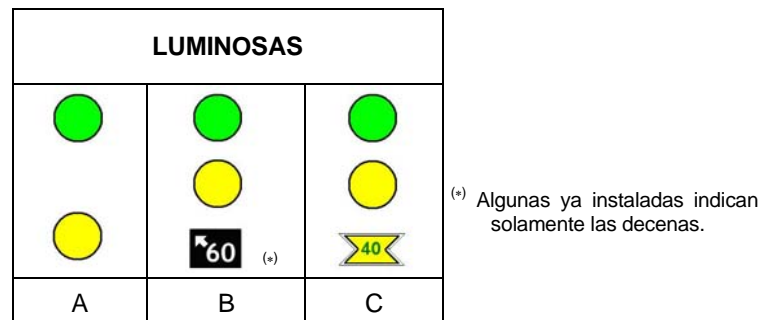 LUMINOSAS
60 (*)
40
(*) Algunas ya instaladas indican
solamente las decenas.
A B C